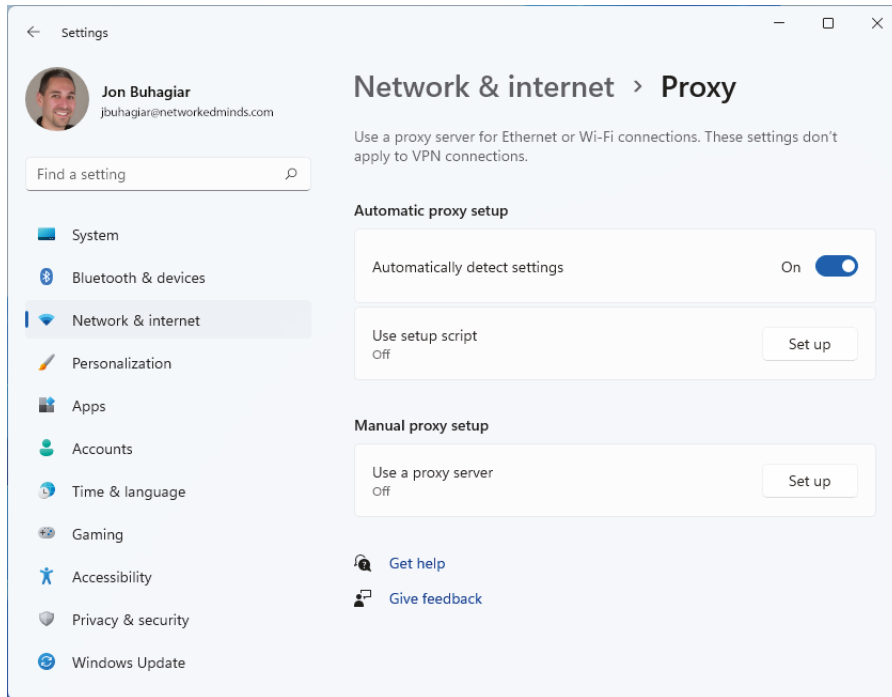 Settings
Jon Buhagiar
jbuhagiar@networkedminds.com
Find a setting
System
Bluetooth & devices
Network & internet
Personalization
Apps
Accounts
Time & language
Gaming
Accessibility
Privacy & security
Windows Update
Network & internet › Proxy
Use a proxy server for Ethernet or Wi-Fi connections. These settings don't
apply to VPN connections.
Automatic proxy setup
Automatically detect settings On
Use setup script
Off
Set up
Manual proxy setup
Use a proxy server
Off
Set up
Get help
Give feedback